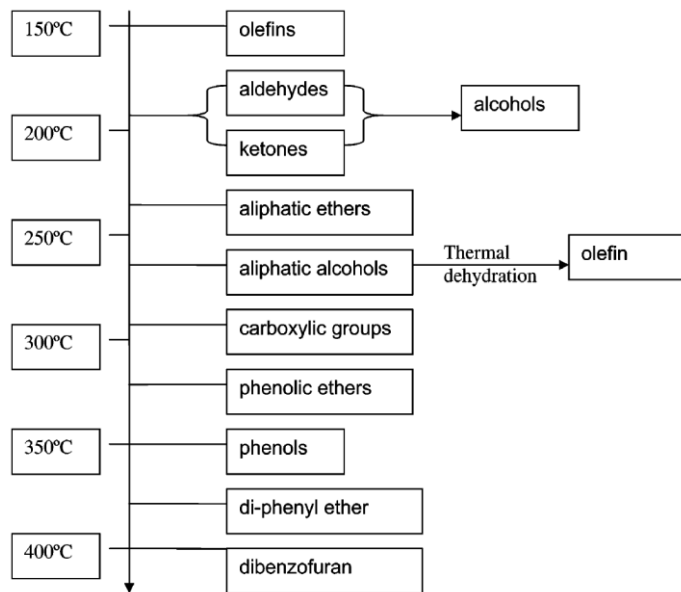 150ºC
olefins
aldehydes
alcohols
200ºC
ketones
aliphatic ethers
250ºC
aliphatic alcohols
Thermal
dehydration
olefin
carboxylic groups
300ºC
phenolic ethers
350ºC
phenols
di-phenyl ether
400ºC
dibenzofuran